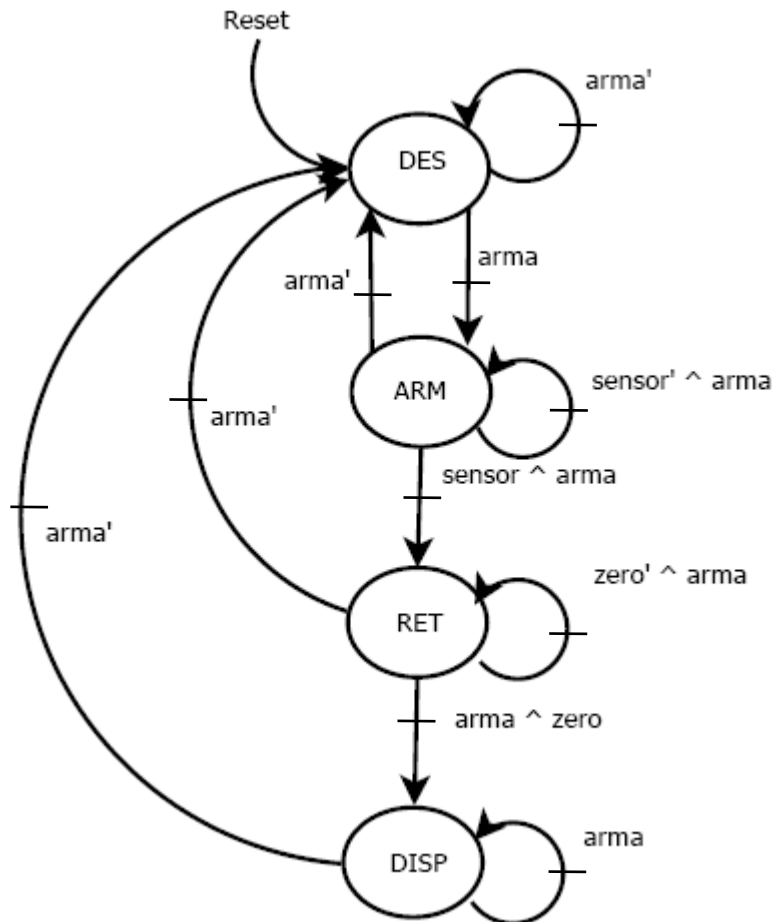 Reset
arma'
DES
arma
arma'
ARM
sensor' ^ arma
arma'
sensor ^ arma
arma'
zero' ^ arma
RET
arma ^ zero
arma
DISP